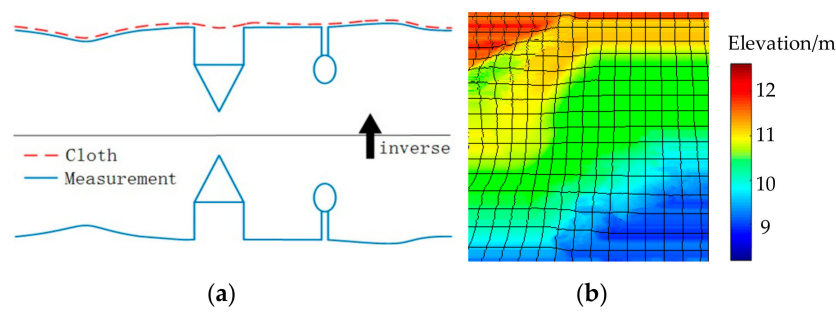 Cloth
Measurement
inverse
(a)
Elevation/m
12
11
10
9
(b)